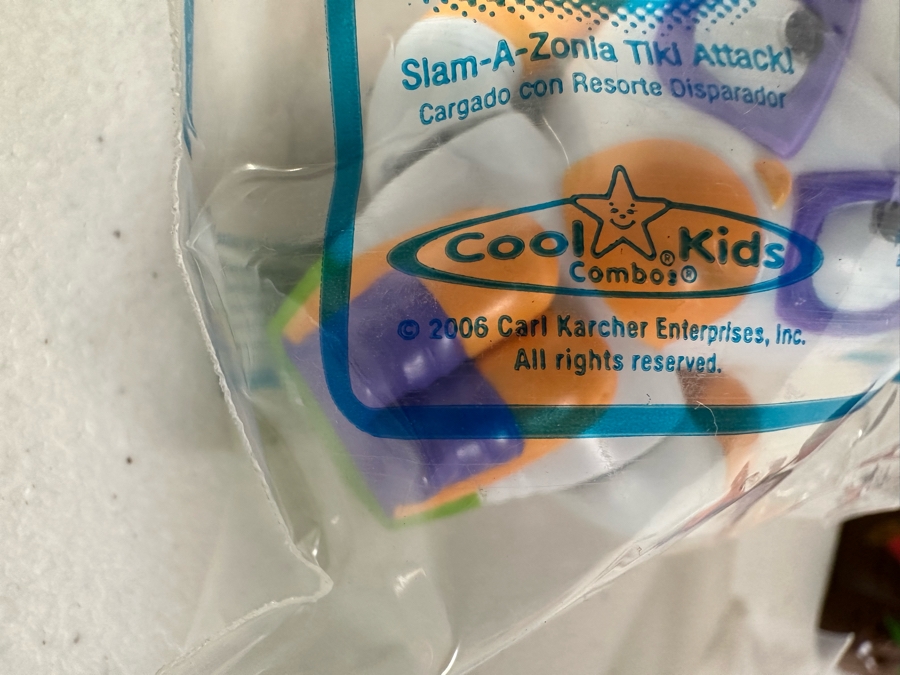 Slam-A-Zonia Tiki Attack!
Cargado con Resorte Disparador
Cool Kids®
Combos®
© 2006 Carl Karcher Enterprises, Inc.
All rights reserved.